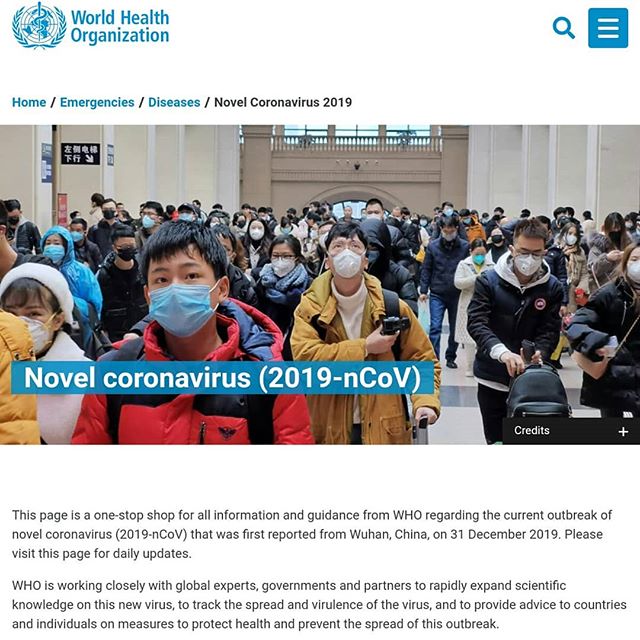 World Health
Organization
Home / Emergencies / Diseases / Novel Coronavirus 2019
左侧电梯
下行
Novel coronavirus (2019-nCoV)
Credits +
This page is a one-stop shop for all information and guidance from WHO regarding the current outbreak of
novel coronavirus (2019-nCoV) that was first reported from Wuhan, China, on 31 December 2019. Please
visit this page for daily updates.
WHO is working closely with global experts, governments and partners to rapidly expand scientific
knowledge on this new virus, to track the spread and virulence of the virus, and to provide advice to countries
and individuals on measures to protect health and prevent the spread of this outbreak.